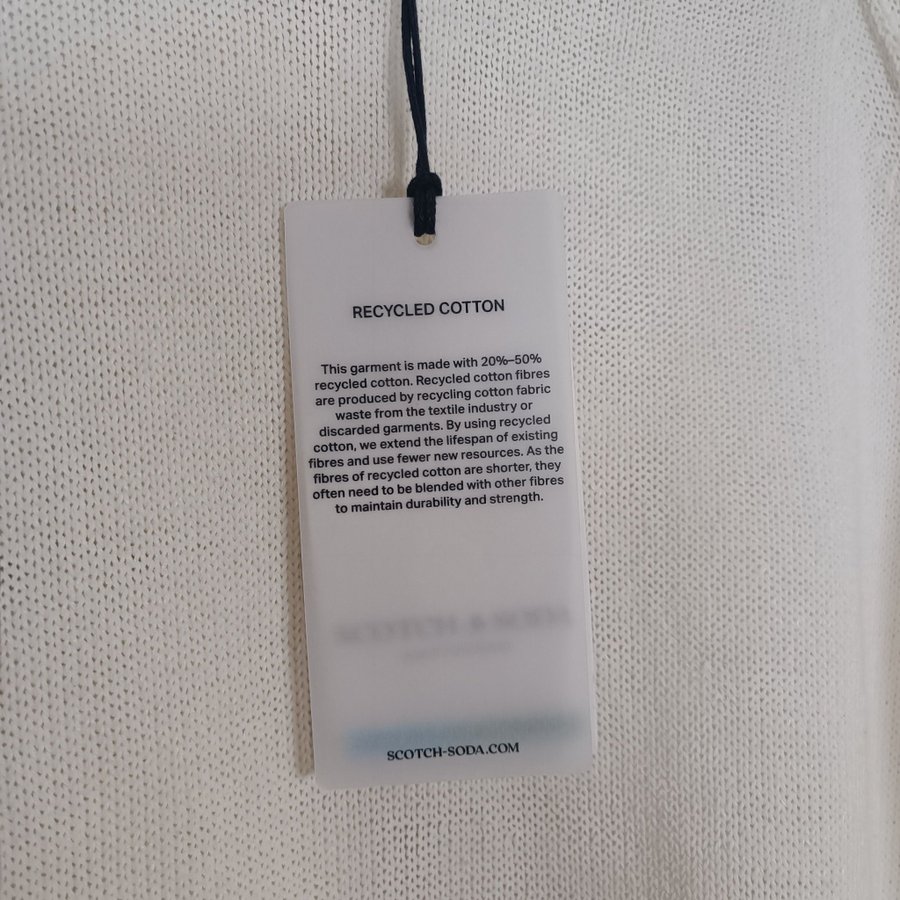 RECYCLED COTTON
This garment is made with 20%–50%
recycled cotton. Recycled cotton fibres
are produced by recycling cotton fabric
waste from the textile industry or
discarded garments. By using recycled
cotton, we extend the lifespan of existing
fibres and use fewer new resources. As the
fibres of recycled cotton are shorter, they
often need to be blended with other fibres
to maintain durability and strength.
SCOTCH & SODA
SCOTCH-SODA.COM